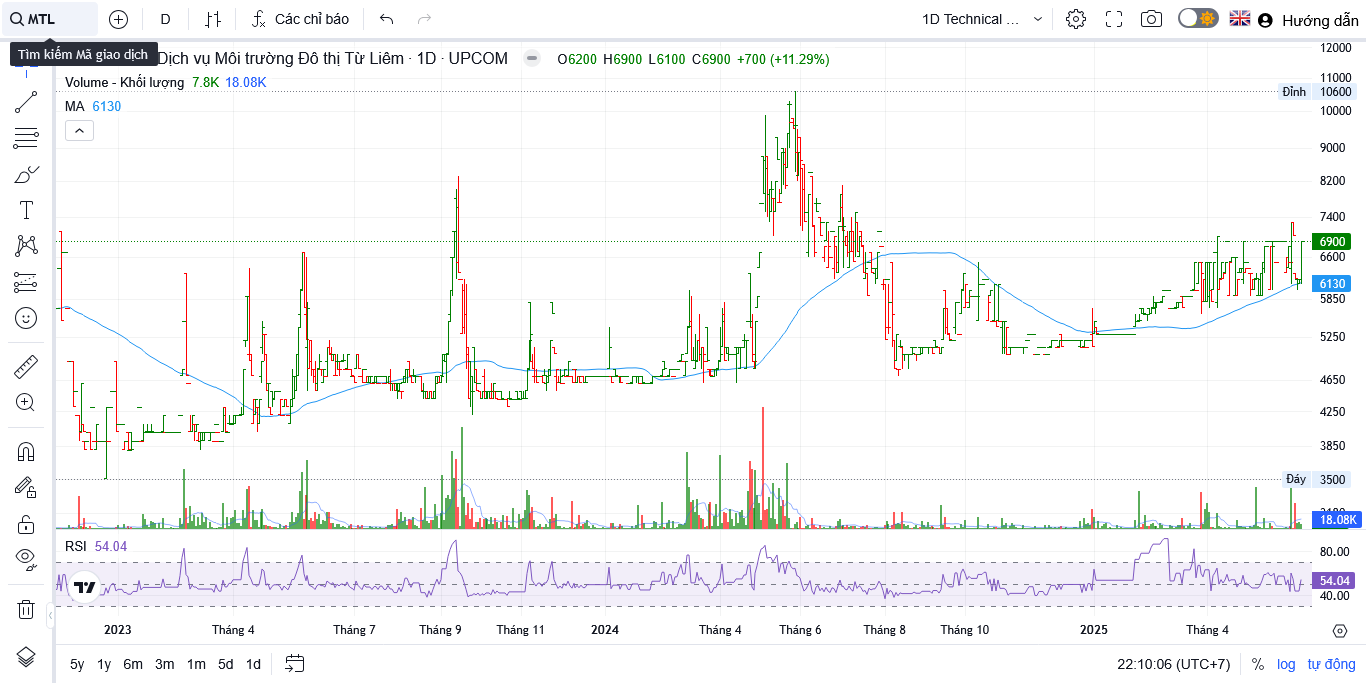 MTL
D
Các chỉ báo
1D Technical ...
Hướng dẫn
Tìm kiếm Mã giao dịch
Dịch vụ Môi trường Đô thị Từ Liêm · 1D · UPCOM
O6200 H6900 L6100 C6900 +700 (+11.29%)
Volume - Khối lượng 7.8K 18.08K
MA 6130
12000
11000
Đỉnh 10600
10000
9000
8200
7400
6900
6600
6130
5850
5250
4650
4250
3850
Đáy 3500
18.08K
RSI 54.04
80.00
54.04
40.00
2023 Tháng 4 Tháng 7 Tháng 9 Tháng 11 2024 Tháng 4 Tháng 6 Tháng 8 Tháng 10 2025 Tháng 4
5y 1y 6m 3m 1m 5d 1d
22:10:06 (UTC+7) % log tự động